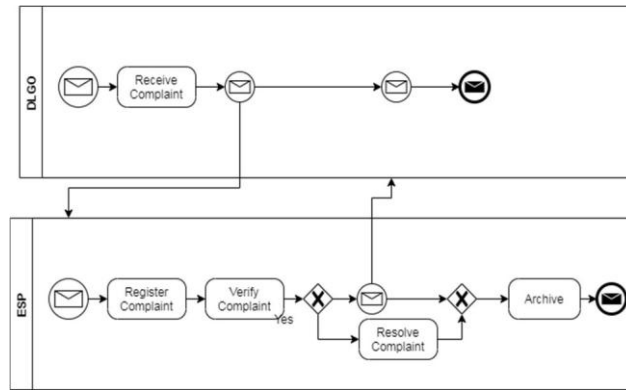 DLGO
Receive
Complaint
ESP
Register
Complaint
Verify
Complaint
Yes
Resolve
Complaint
Archive